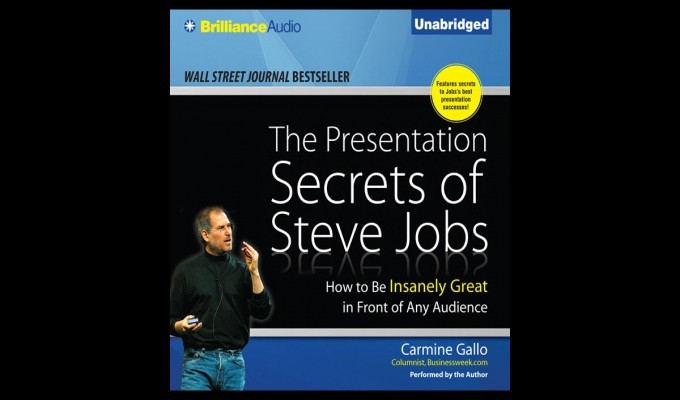 BrillianceAudio
Unabridged
WALL STREET JOURNAL BESTSELLER
Features secrets
to Jobs's best
presentation
successes!
The Presentation
Secrets of
Steve Jobs
How to Be Insanely Great
in Front of Any Audience
Carmine Gallo
Columnist, Businessweek.com
Performed by the Author